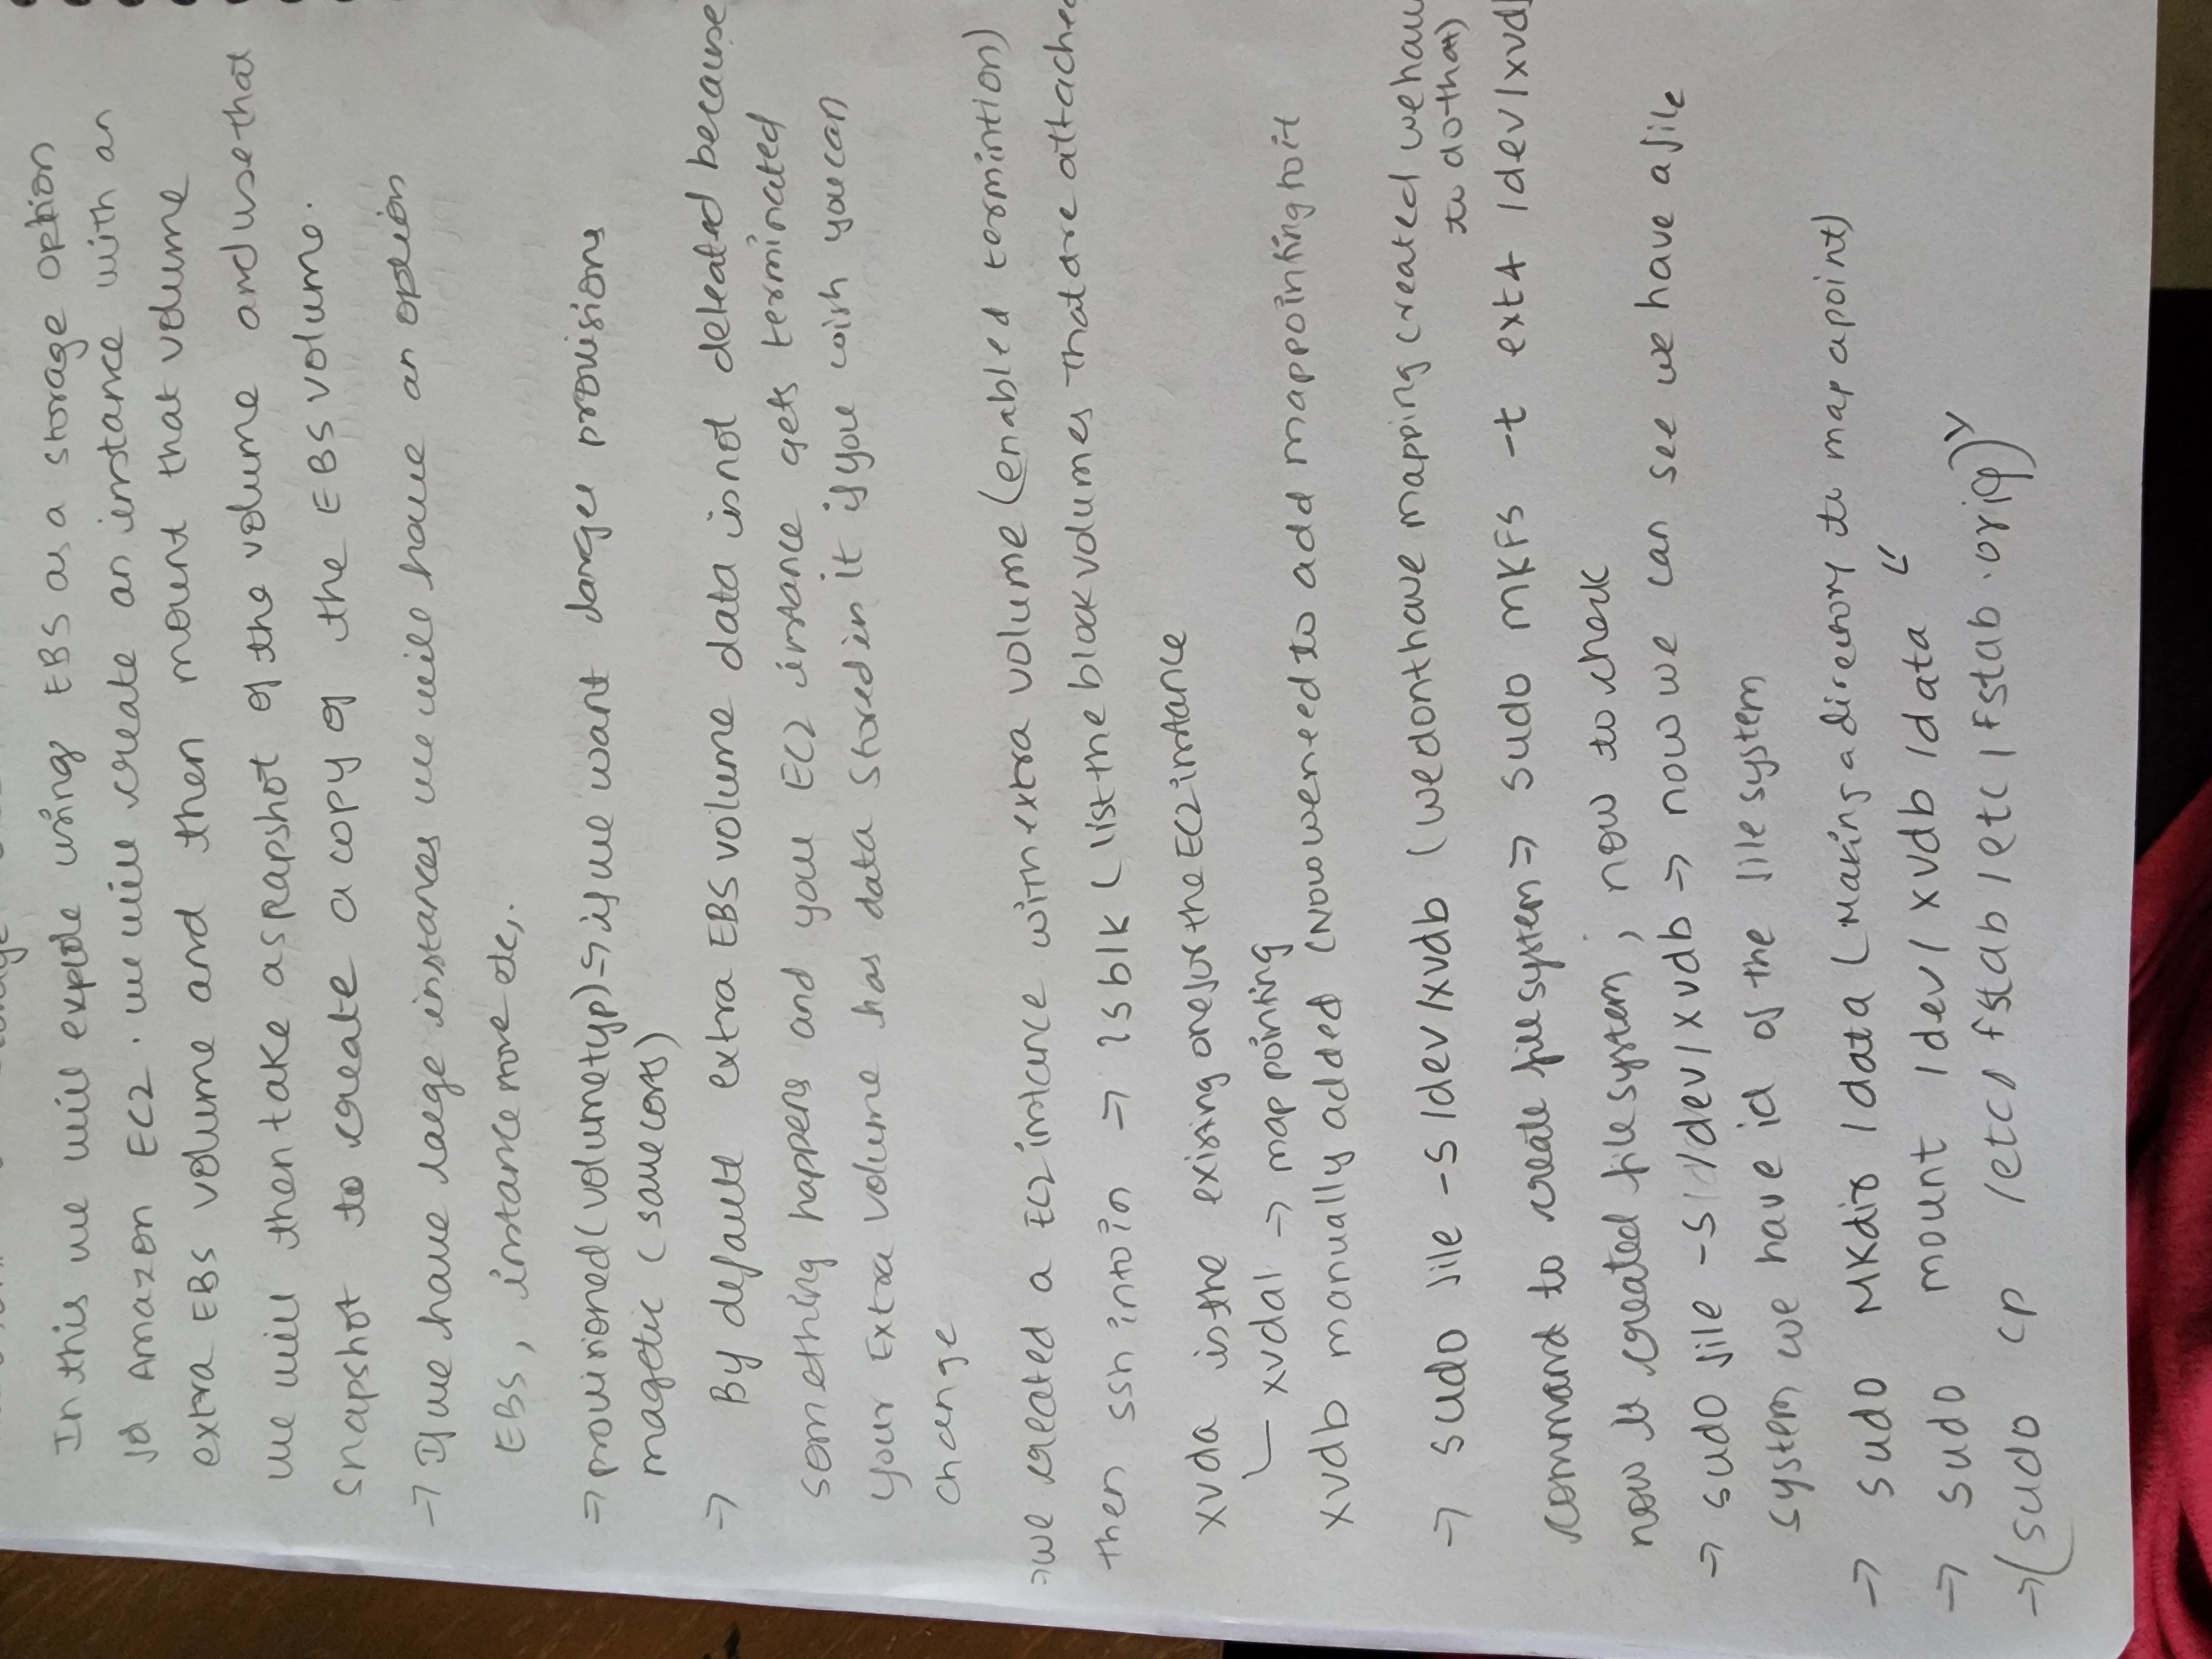 storage
In this we will explole using EBS as a storage option
for Amazon EC2. we will create an instance with an
extra EBS volume and then mount that volume
we will then take a snapshot of the volume and use that
snapshot to create a copy of the EBS volume.
→ If we have large instances we will have an option
EBS, instance more etc,.
→ provisioned (volume typ) → if we want larger provisions
magetic (save costs)
→ By default extra EBS volume data is not deleated because
something happens and your EC2 instance gets terminated
your Extra volume has data stored in it if you wish you can
change
→ we created a EC2 instance with extra volume (enabled termintion)
then ssh into in → lsblk (list the block volumes that are attache
xvda is the existing one for the EC2 instance
└ xvda1 → map pointing
xvdb manually added (Now we need to add map pointing to it
→ sudo file -s /dev/xvdb (we dont have mapping created we have
to do that)
command to create file system → sudo MKFS -t ext4 /dev/xvdb
now it created file system, now to check
→ sudo file -s /dev/xvdb → now we can see we have a file
system we have id of the file system
→ sudo MKdir /data (Making a directory to map a point)
→ sudo mount /dev/xvdb /data
→ (sudo cp /etc/fstab /etc/fstab.orig)